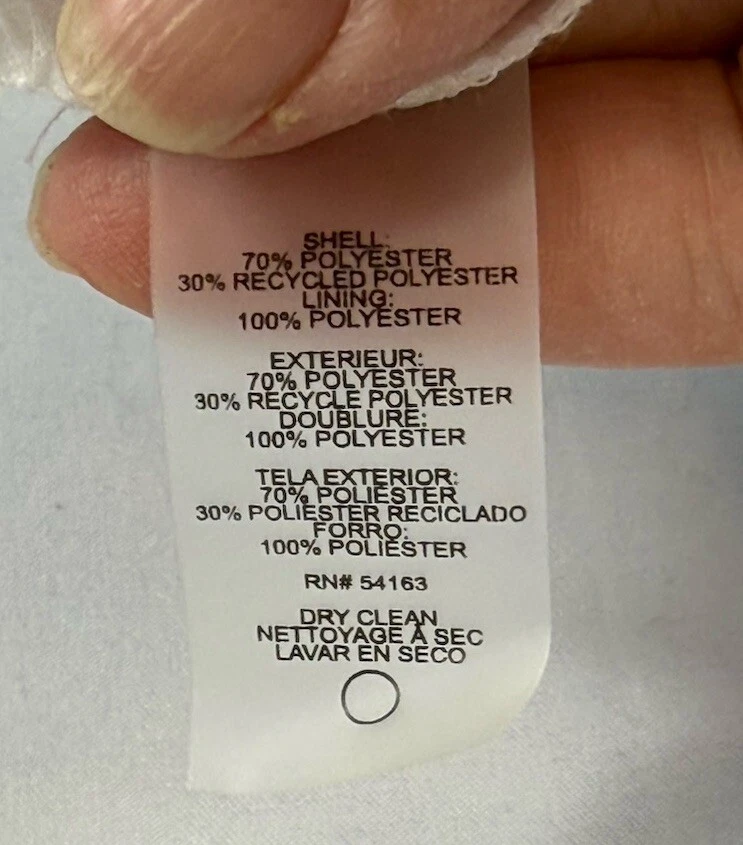 SHELL:
70% POLYESTER
30% RECYCLED POLYESTER
LINING:
100% POLYESTER
EXTERIEUR:
70% POLYESTER
30% RECYCLE POLYESTER
DOUBLURE:
100% POLYESTER
TELA EXTERIOR:
70% POLIESTER
30% POLIESTER RECICLADO
FORRO:
100% POLIESTER
RN# 54163
DRY CLEAN
NETTOYAGE À SEC
LAVAR EN SECO